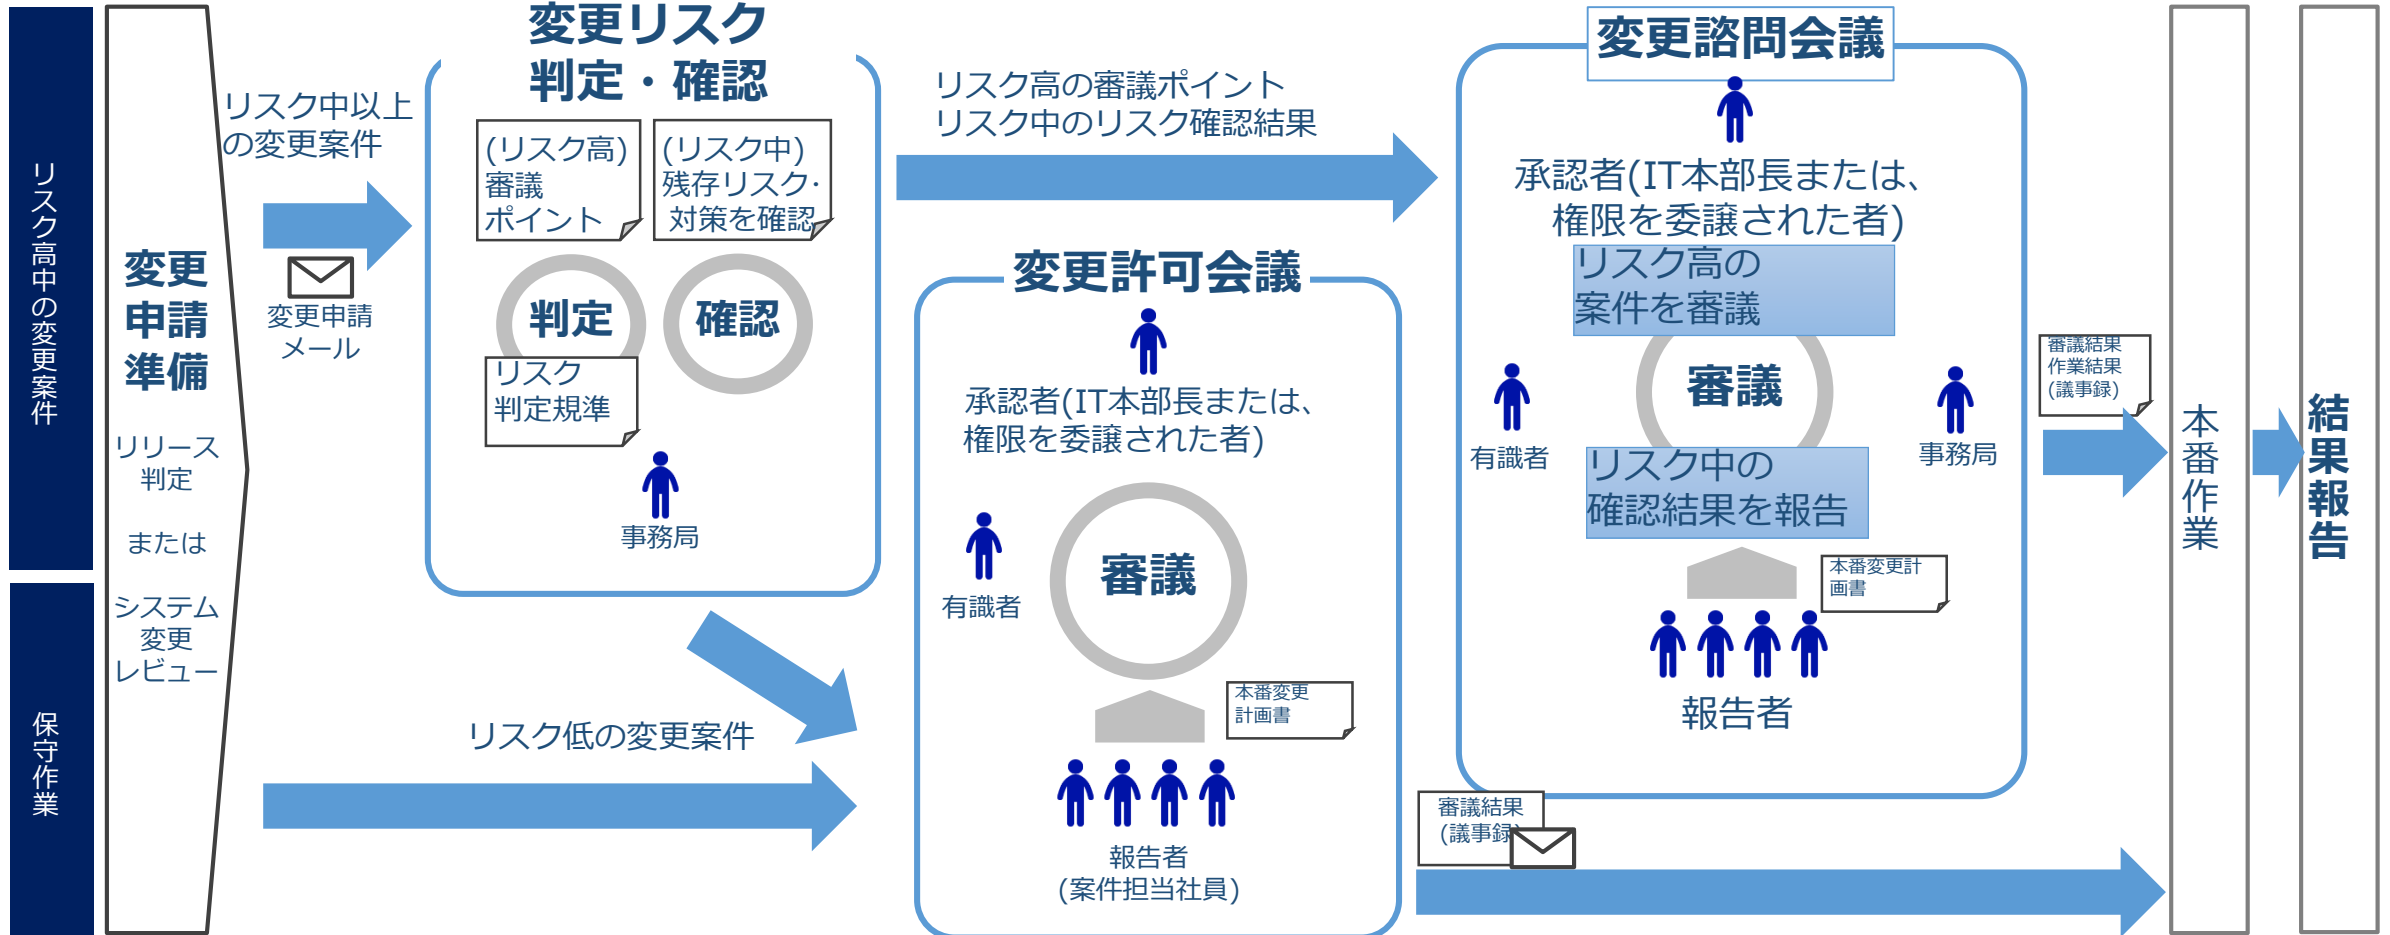 リスク高中の変更案件
保守作業
変更
申請
準備
リリース
判定
または
システム
変更
レビュー
リスク中以上
の変更案件
変更申請
メール
変更リスク
判定・確認
(リスク高)
審議
ポイント
(リスク中)
残存リスク・
対策を確認
判定
確認
リスク
判定規準
事務局
リスク低の変更案件
リスク高の審議ポイント
リスク中のリスク確認結果
変更許可会議
承認者(IT本部長または、
権限を委譲された者)
有識者
審議
本番変更
計画書
報告者
(案件担当社員)
変更諮問会議
承認者(IT本部長または、
権限を委譲された者)
リスク高の
案件を審議
審議
有識者
事務局
リスク中の
確認結果を報告
本番変更計
画書
報告者
審議結果
(議事録)
審議結果
作業結果
(議事録)
本番作業
結果報告